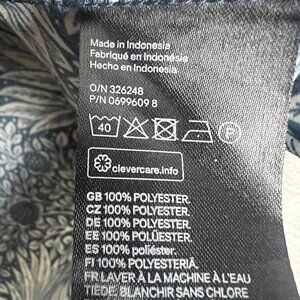 Made in Indonesia
Fabriqué en Indonésie
Hecho en Indonesia
O/N 326248
P/N 0699609 8
40
P
clevercare.info
GB 100% POLYESTER.
CZ 100% POLYESTER.
DE 100% POLYESTER.
EE 100% POLÜESTER.
ES 100% poliéster.
FI 100% POLYESTERIÄ.
FR LAVER À LA MACHINE À L'EAU
TIÈDE, BLANCHIR SANS CHLORE